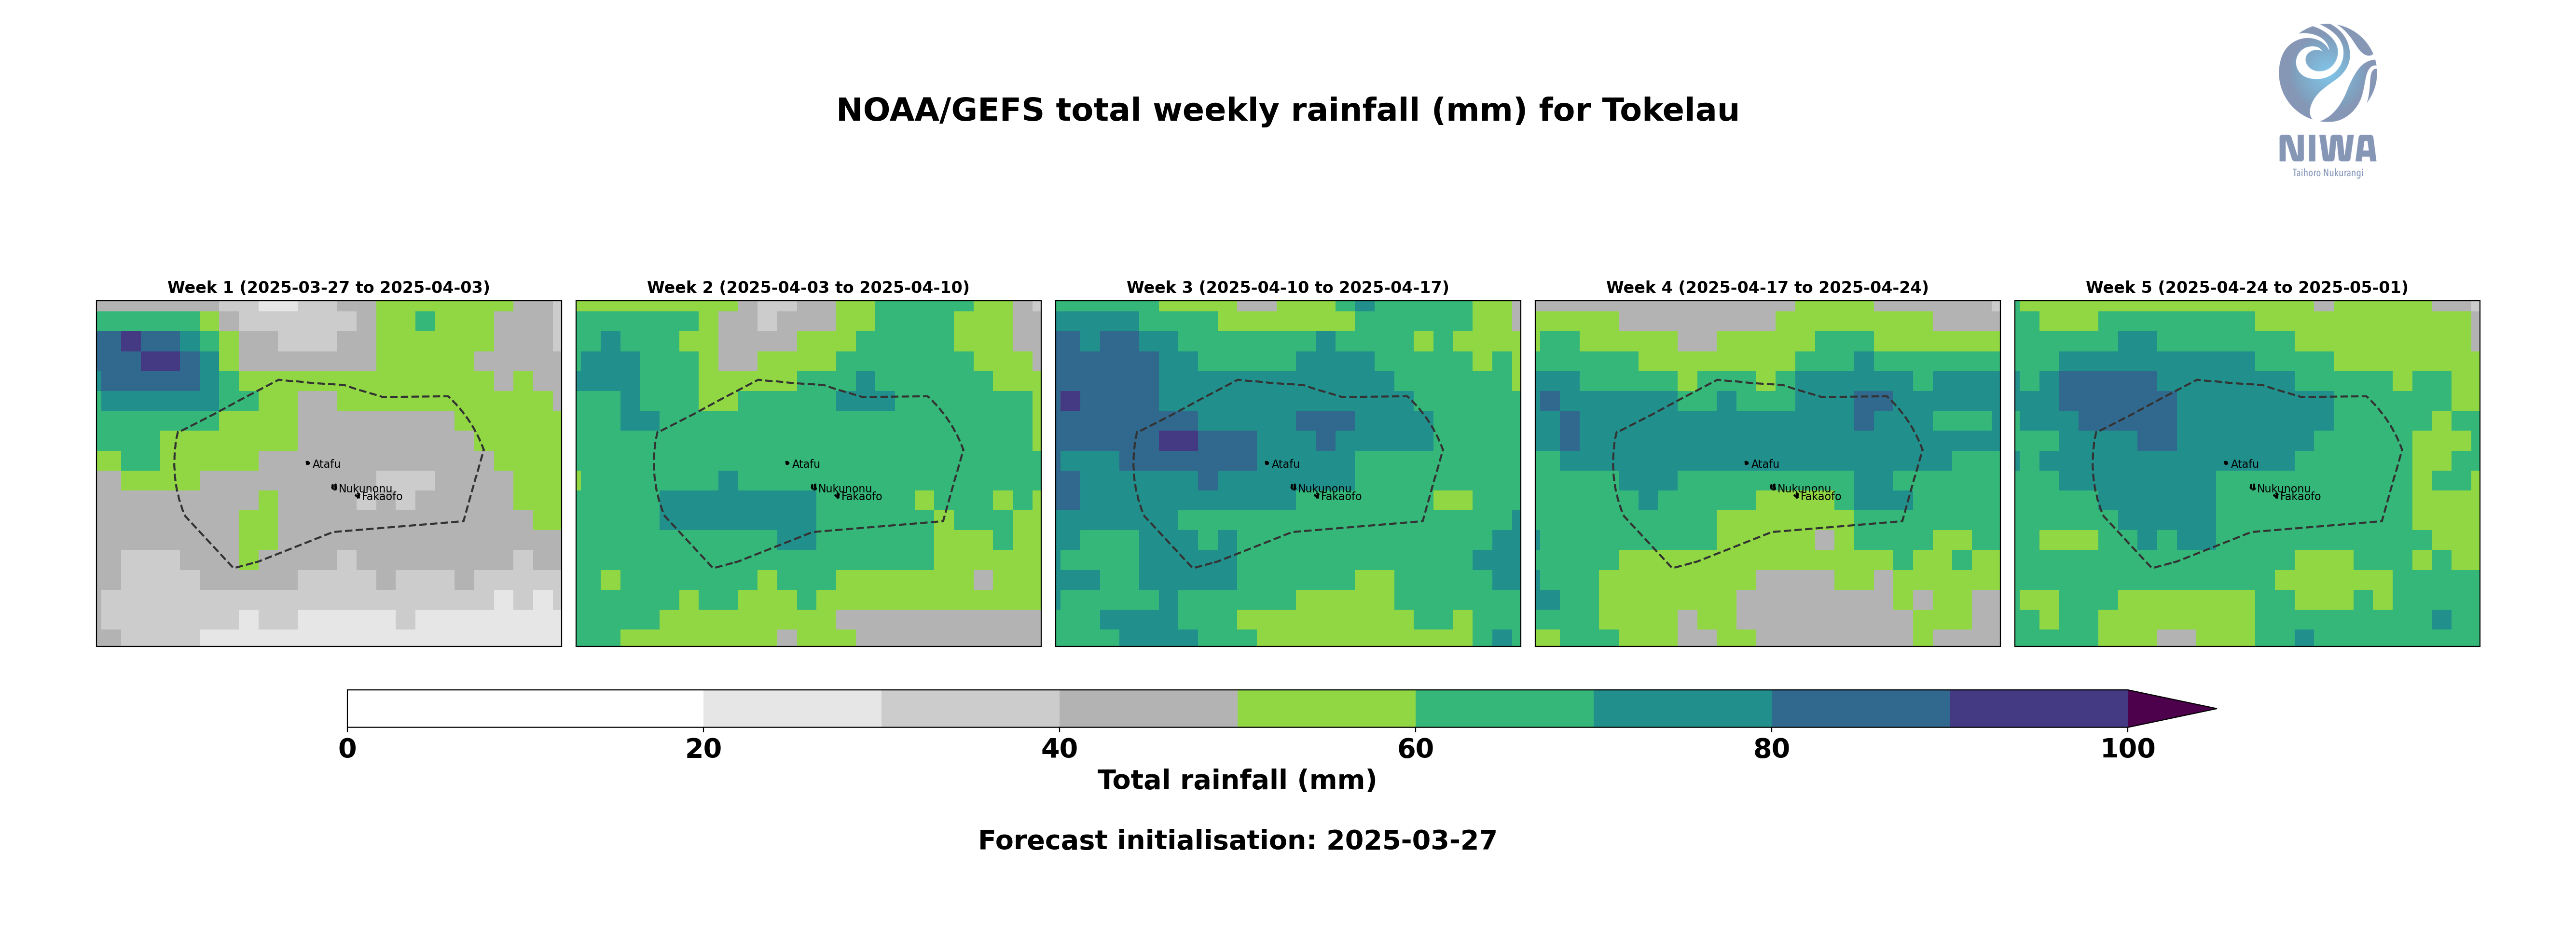 NOAA/GEFS total weekly rainfall (mm) for Tokelau
NIWA
Taihoro Nukurangi
Week 1 (2025-03-27 to 2025-04-03)
Week 2 (2025-04-03 to 2025-04-10)
Week 3 (2025-04-10 to 2025-04-17)
Week 4 (2025-04-17 to 2025-04-24)
Week 5 (2025-04-24 to 2025-05-01)
Atafu
Nukunonu
Fakaofo
Atafu
Nukunonu
Fakaofo
Atafu
Nukunonu
Fakaofo
Atafu
Nukunonu
Fakaofo
Atafu
Nukunonu
Fakaofo
0 20 40 60 80 100
Total rainfall (mm)
Forecast initialisation: 2025-03-27